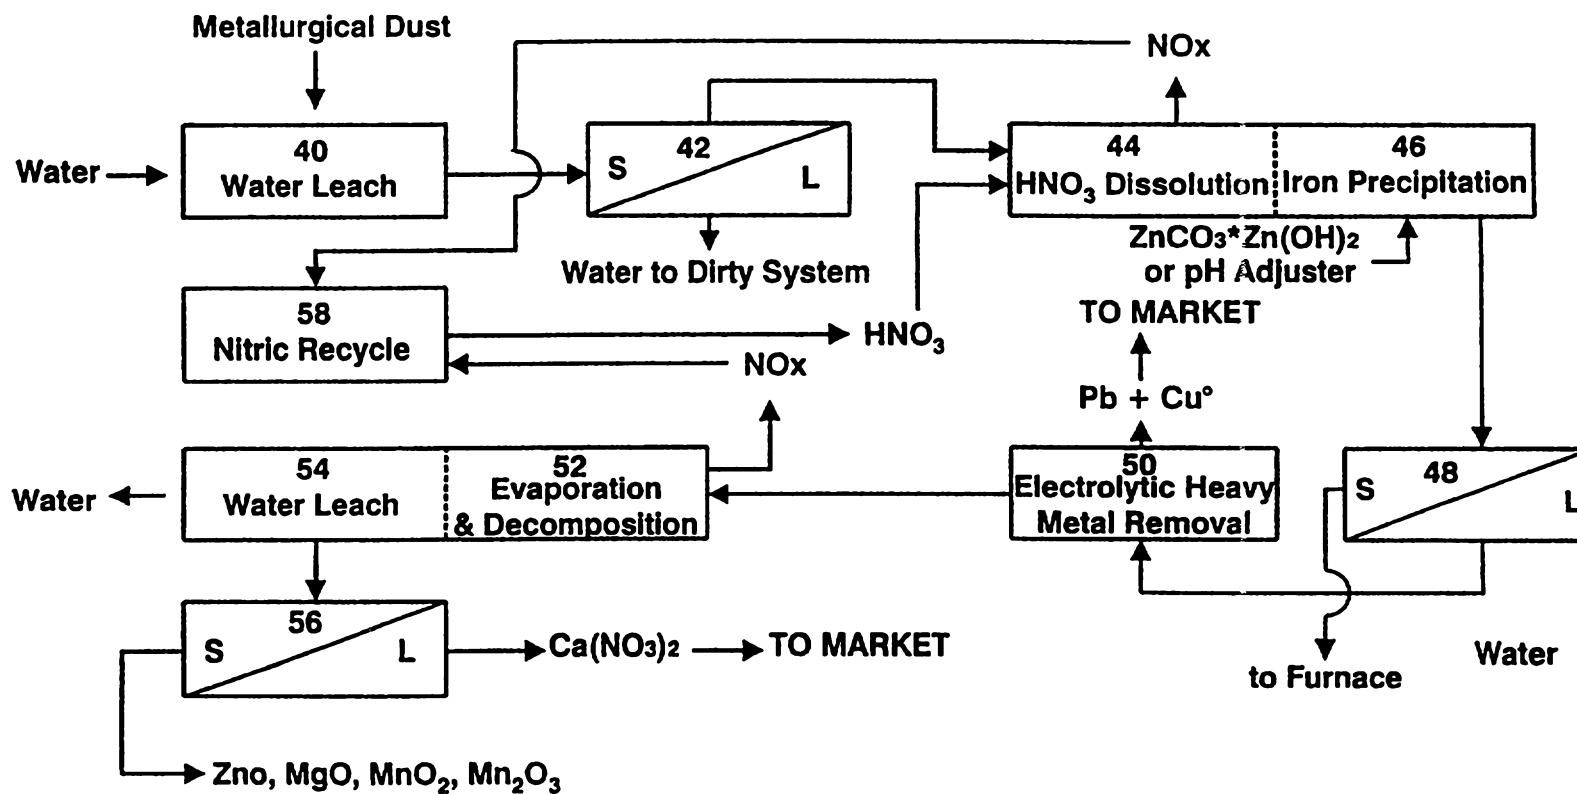 Metallurgical Dust
NOx
40
Water Leach
Water
S
42
L
44
HNO₃ Dissolution
46
Iron Precipitation
ZnCO₃*Zn(OH)₂
or pH Adjuster
Water to Dirty System
58
Nitric Recycle
HNO₃
NOx
TO MARKET
Pb + Cu°
54
Water Leach
52
Evaporation
& Decomposition
Water
50
Electrolytic Heavy
Metal Removal
S
48
L
S
56
L
Ca(NO₃)₂
TO MARKET
to Furnace
Water
Zno, MgO, MnO₂, Mn₂O₃